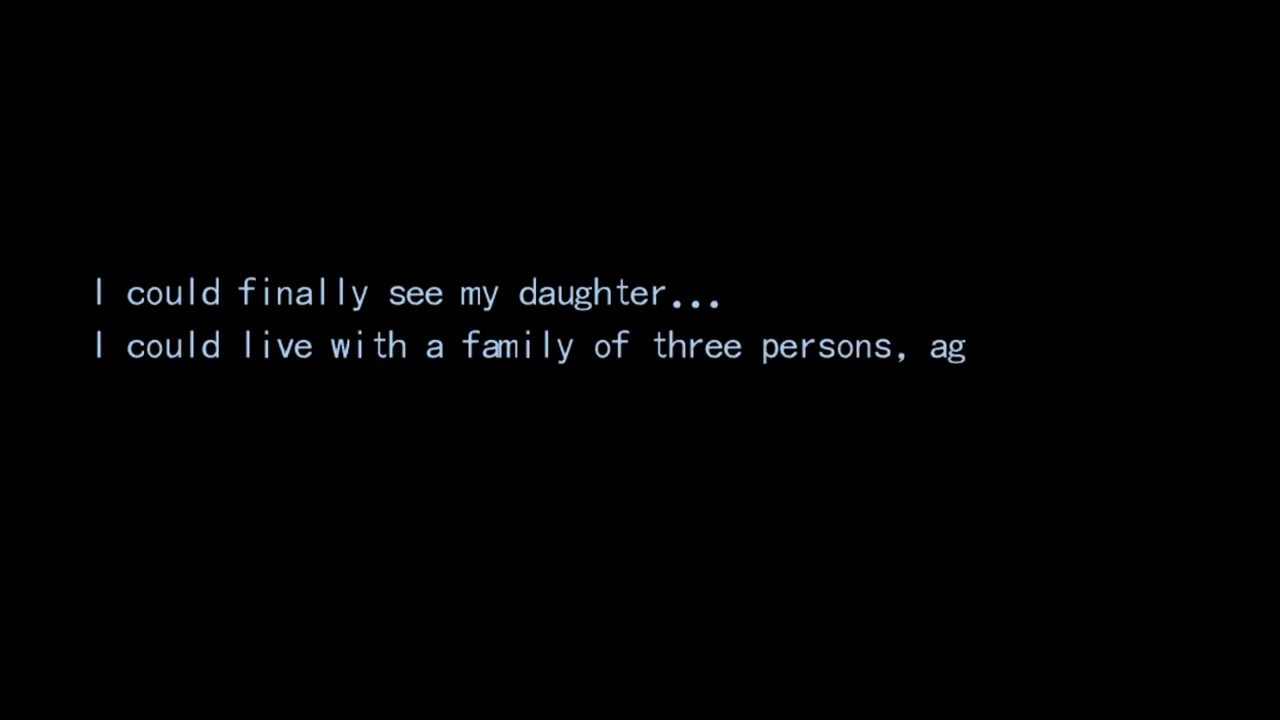 I could finally see my daughter...
I could live with a family of three persons, ag